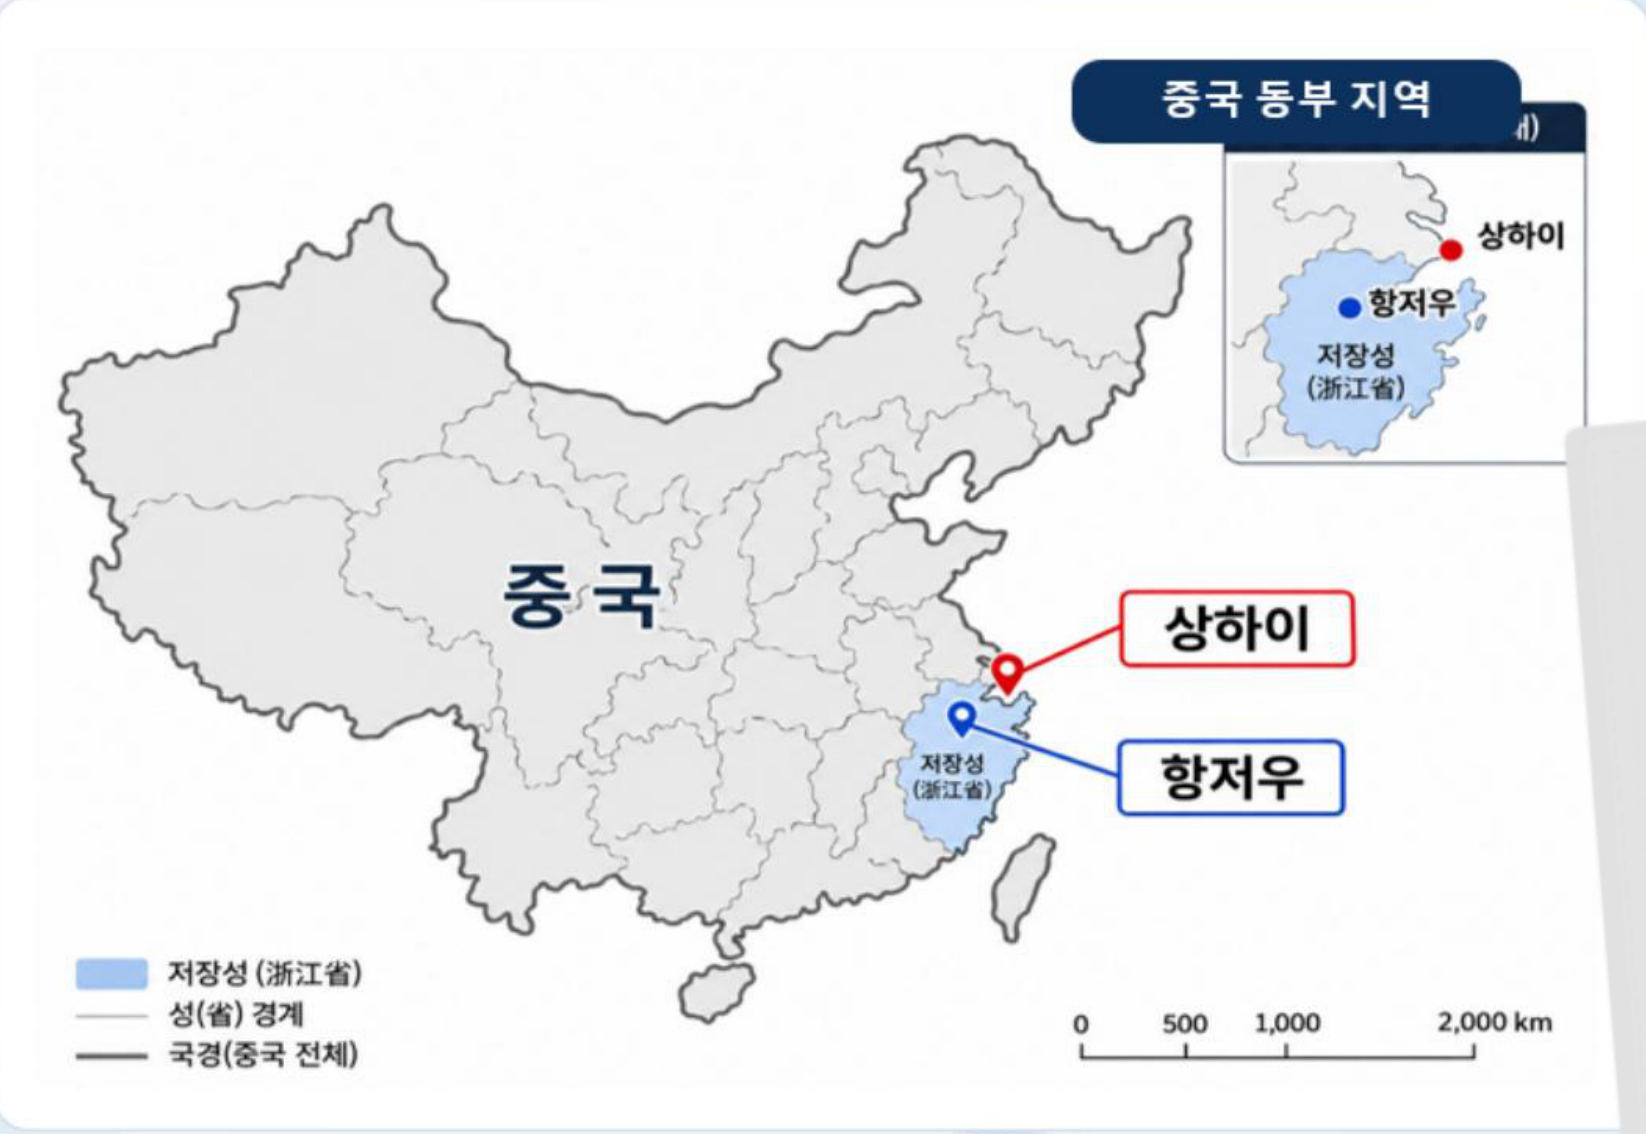 중국 동부 지역
상하이
항저우
저장성
(浙江省)
중국
상하이
항저우
저장성
(浙江省)
저장성 (浙江省)
성(省) 경계
국경(중국 전체)
0 500 1,000 2,000 km